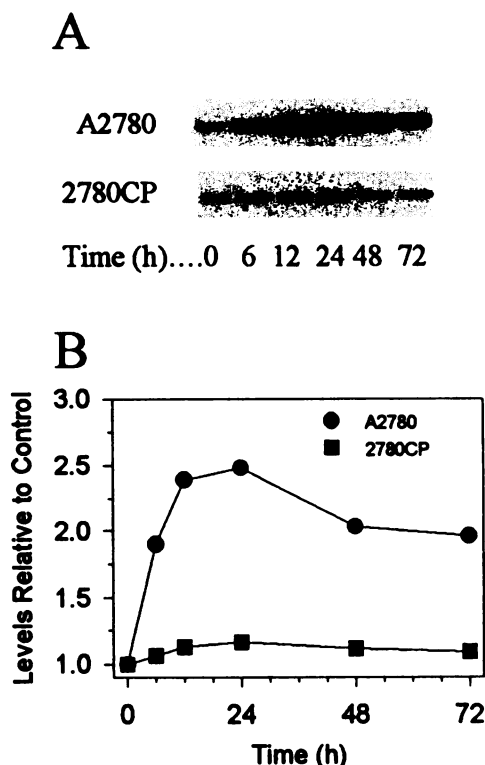 A
A2780
2780CP
Time (h)....0 6 12 24 48 72
B
Levels Relative to Control
3.0
2.5
2.0
1.5
1.0
A2780
2780CP
0 24 48 72
Time (h)